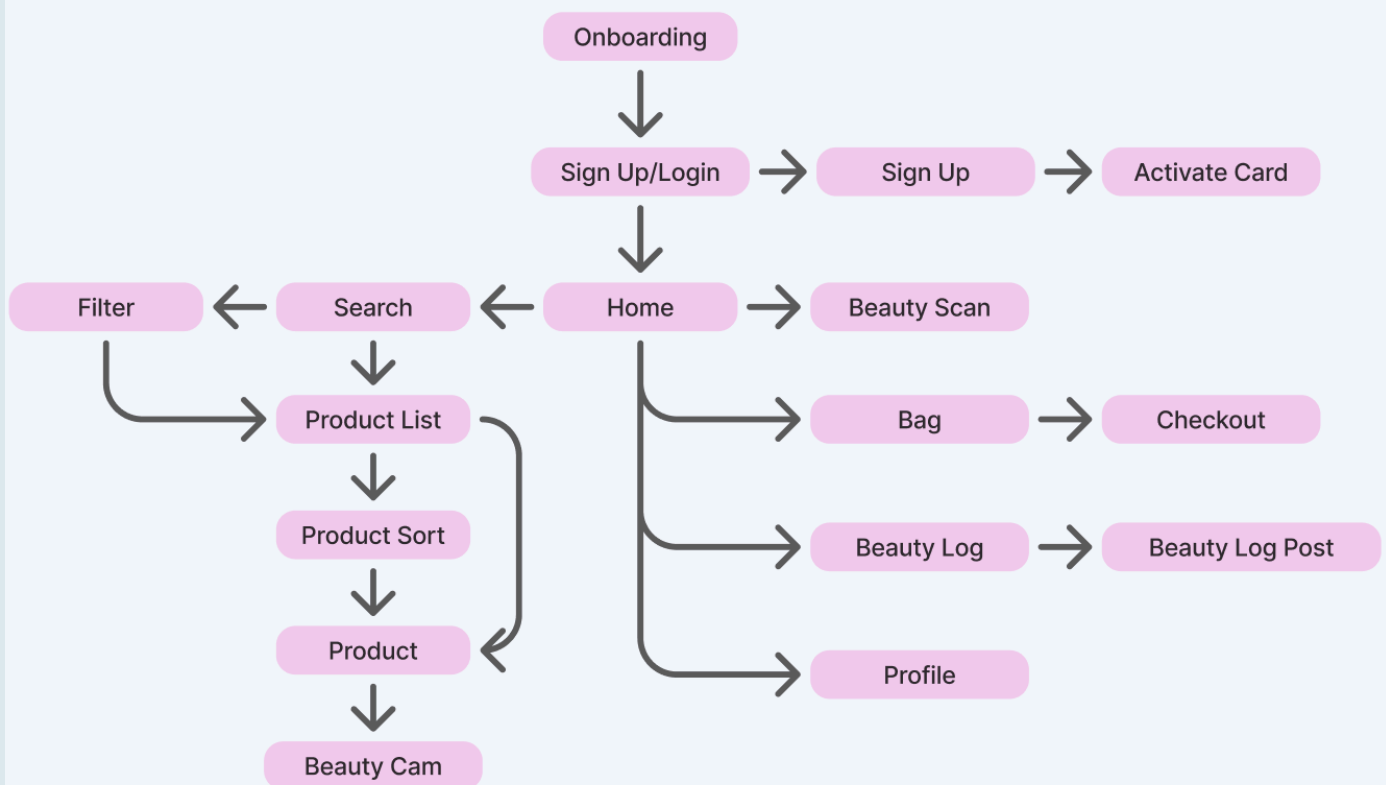 Onboarding
Sign Up/Login
Sign Up
Activate Card
Filter
Search
Home
Beauty Scan
Product List
Bag
Checkout
Product Sort
Beauty Log
Beauty Log Post
Product
Profile
Beauty Cam